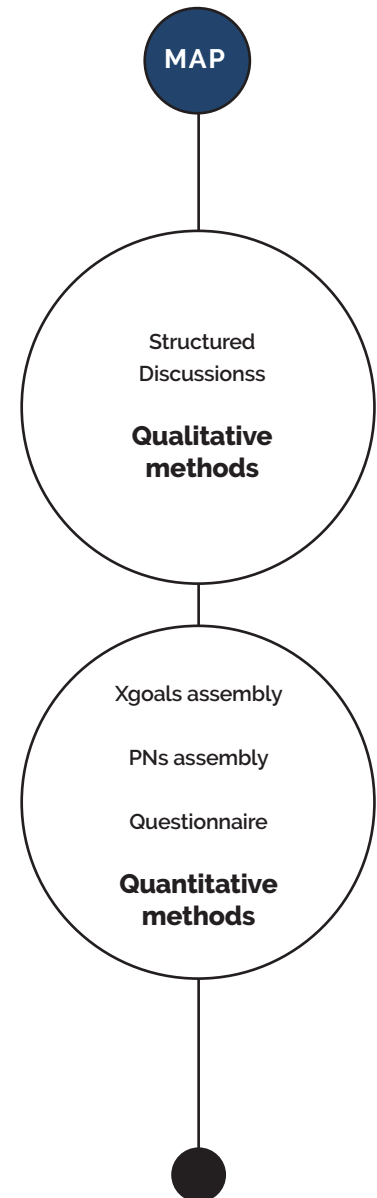 MAP
Structured
Discussionss
Qualitative
methods
Xgoals assembly
PNs assembly
Questionnaire
Quantitative
methods